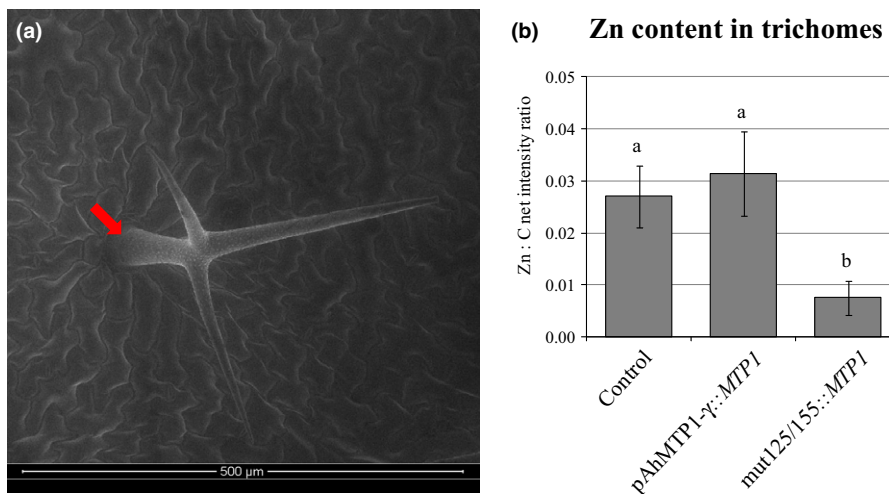 (a)
500 µm
(b)
Zn content in trichomes
Zn : C net intensity ratio
0.05
0.04
0.03
0.02
0.01
0.00
a
a
b
Control
pAhMTP1-γ::MTP1
mut125/155::MTP1